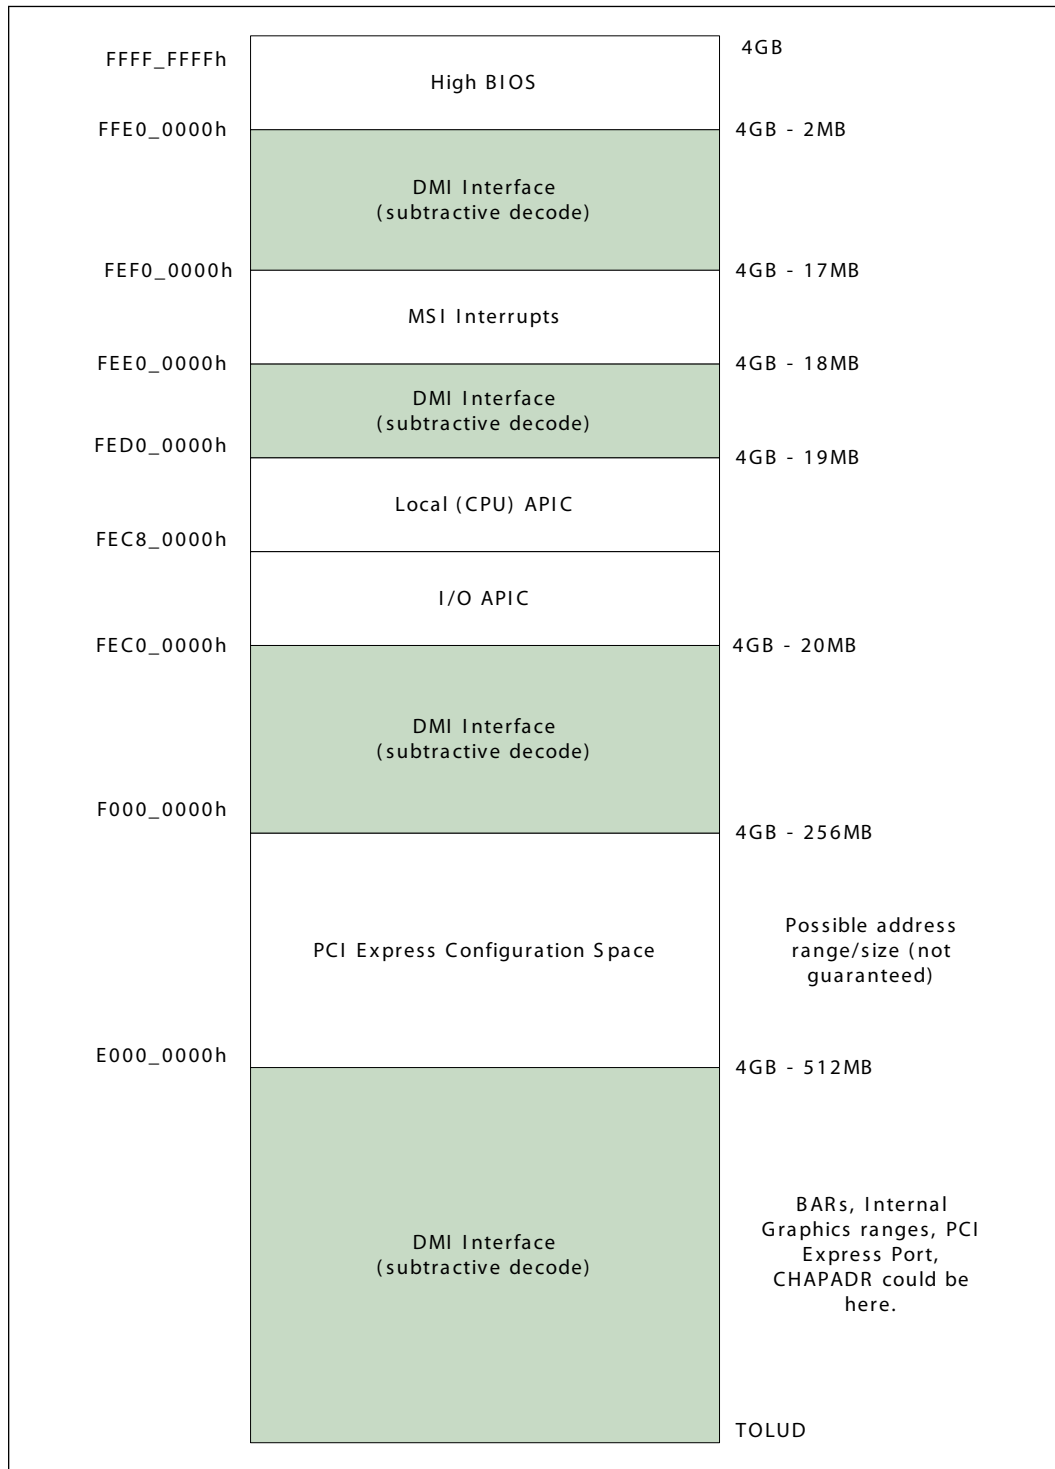 FFFF_FFFFh
4GB
High BIOS
FFE0_0000h
4GB - 2MB
DMI Interface
(subtractive decode)
FEF0_0000h
4GB - 17MB
MSI Interrupts
FEE0_0000h
4GB - 18MB
DMI Interface
(subtractive decode)
FED0_0000h
4GB - 19MB
Local (CPU) APIC
FEC8_0000h
I/O APIC
FEC0_0000h
4GB - 20MB
DMI Interface
(subtractive decode)
F000_0000h
4GB - 256MB
PCI Express Configuration Space
Possible address
range/size (not
guaranteed)
E000_0000h
4GB - 512MB
DMI Interface
(subtractive decode)
BARs, Internal
Graphics ranges, PCI
Express Port,
CHAPADR could be
here.
TOLUD